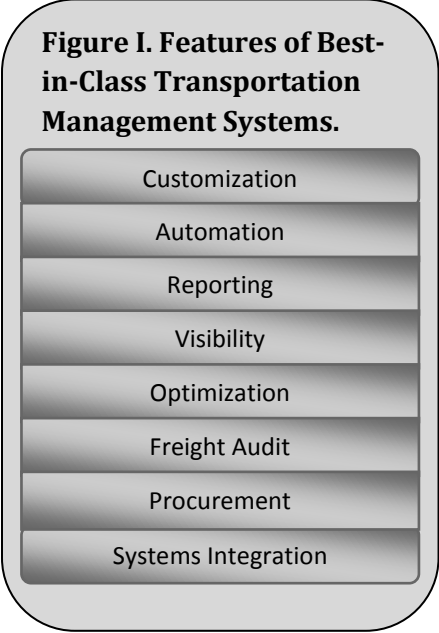 Figure I. Features of Best-
in-Class Transportation
Management Systems.
Customization
Automation
Reporting
Visibility
Optimization
Freight Audit
Procurement
Systems Integration